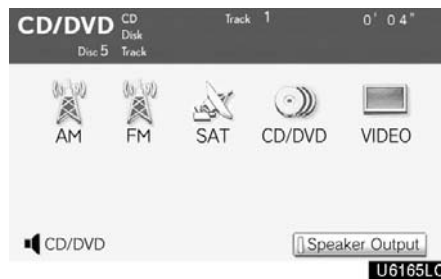 CD/DVD CD Track 1 0' 04"
Disk
Disc 5 Track
AM FM SAT CD/DVD VIDEO
CD/DVD Speaker Output
U6165LC